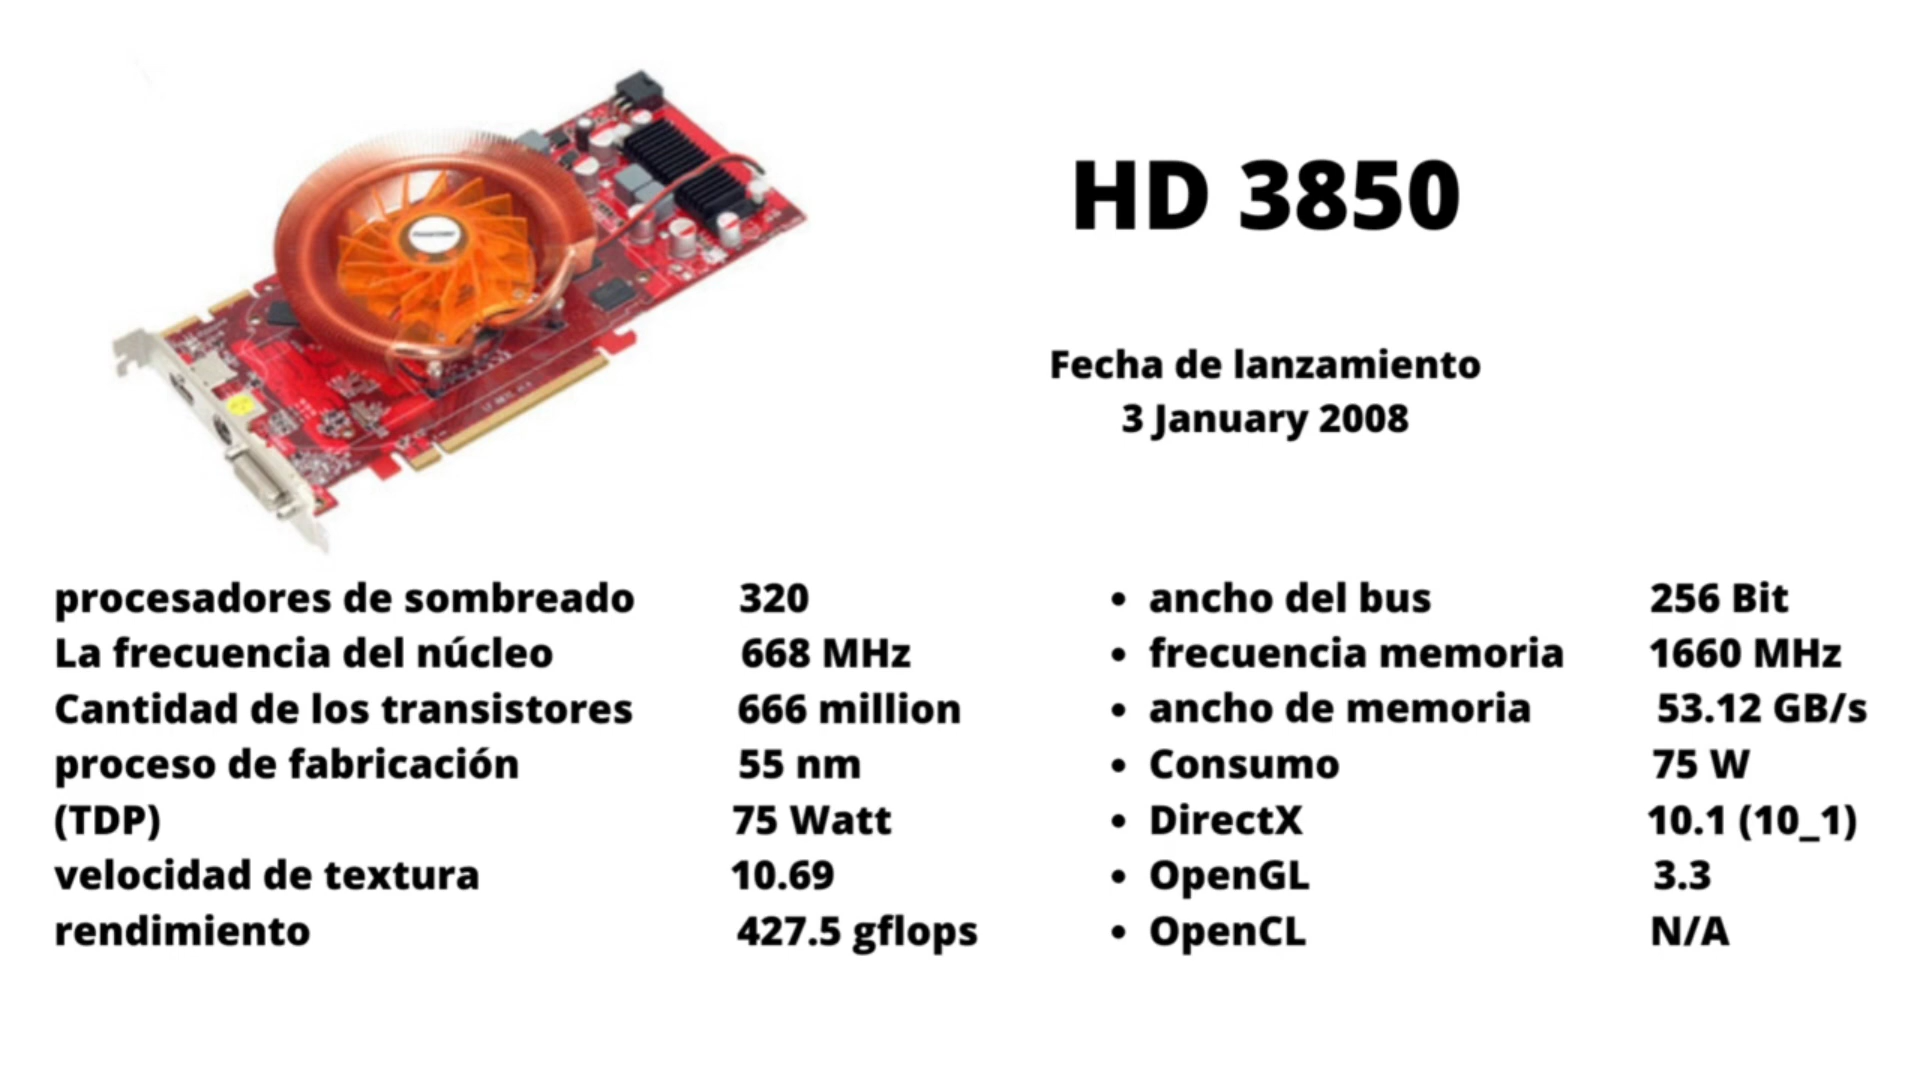 HD 3850
Fecha de lanzamiento
3 January 2008
procesadores de sombreado 320
La frecuencia del núcleo 668 MHz
Cantidad de los transistores 666 million
proceso de fabricación 55 nm
(TDP) 75 Watt
velocidad de textura 10.69
rendimiento 427.5 gflops
• ancho del bus 256 Bit
• frecuencia memoria 1660 MHz
• ancho de memoria 53.12 GB/s
• Consumo 75 W
• DirectX 10.1 (10_1)
• OpenGL 3.3
• OpenCL N/A